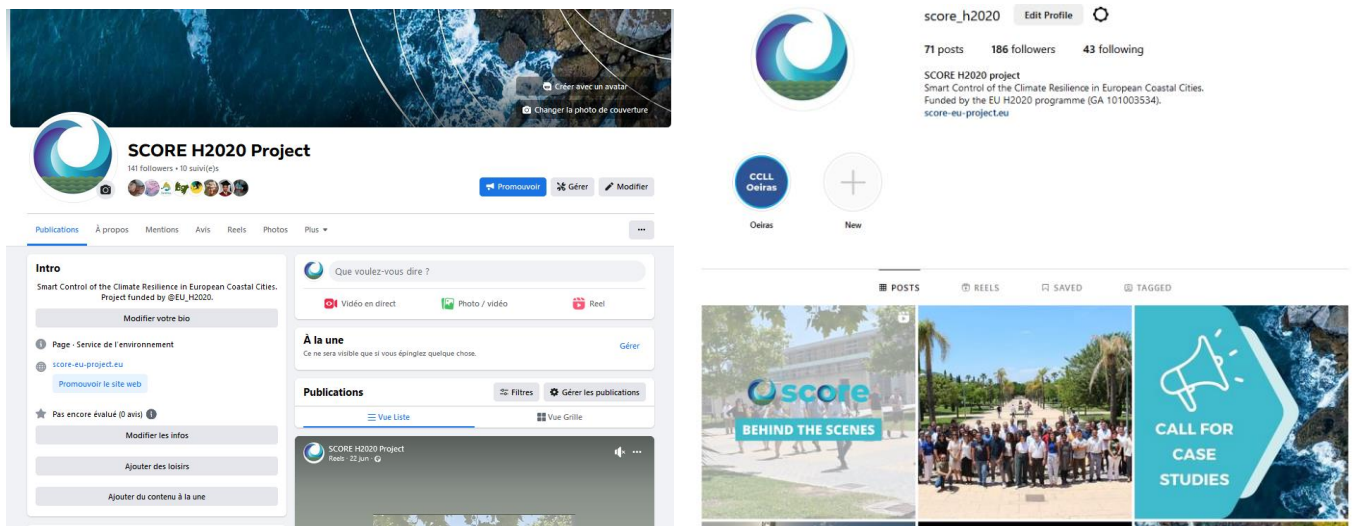 Créer avec un avatar
Changer la photo de couverture
SCORE H2020 Project
141 followers • 10 suivi(e)s
Promouvoir
Gérer
Modifier
Publications
À propos
Mentions
Avis
Reels
Photos
Plus
Intro
Smart Control of the Climate Resilience in European Coastal Cities.
Project funded by @EU_H2020.
Modifier votre bio
Page · Service de l'environnement
score-eu-project.eu
Promouvoir le site web
Pas encore évalué (0 avis)
Modifier les infos
Ajouter des loisirs
Ajouter du contenu à la une
Que voulez-vous dire ?
Vidéo en direct
Photo / vidéo
Reel
À la une
Ce ne sera visible que si vous épinglez quelque chose.
Gérer
Publications
Filtres
Gérer les publications
Vue Liste
Vue Grille
SCORE H2020 Project
Reels · 22 jun ·
score_h2020
Edit Profile
71 posts 186 followers 43 following
SCORE H2020 project
Smart Control of the Climate Resilience in European Coastal Cities.
Funded by the EU H2020 programme (GA 101003534).
score-eu-project.eu
CCLL
Oeiras
Oeiras
New
POSTS
REELS
SAVED
TAGGED
score
BEHIND THE SCENES
CALL FOR
CASE
STUDIES